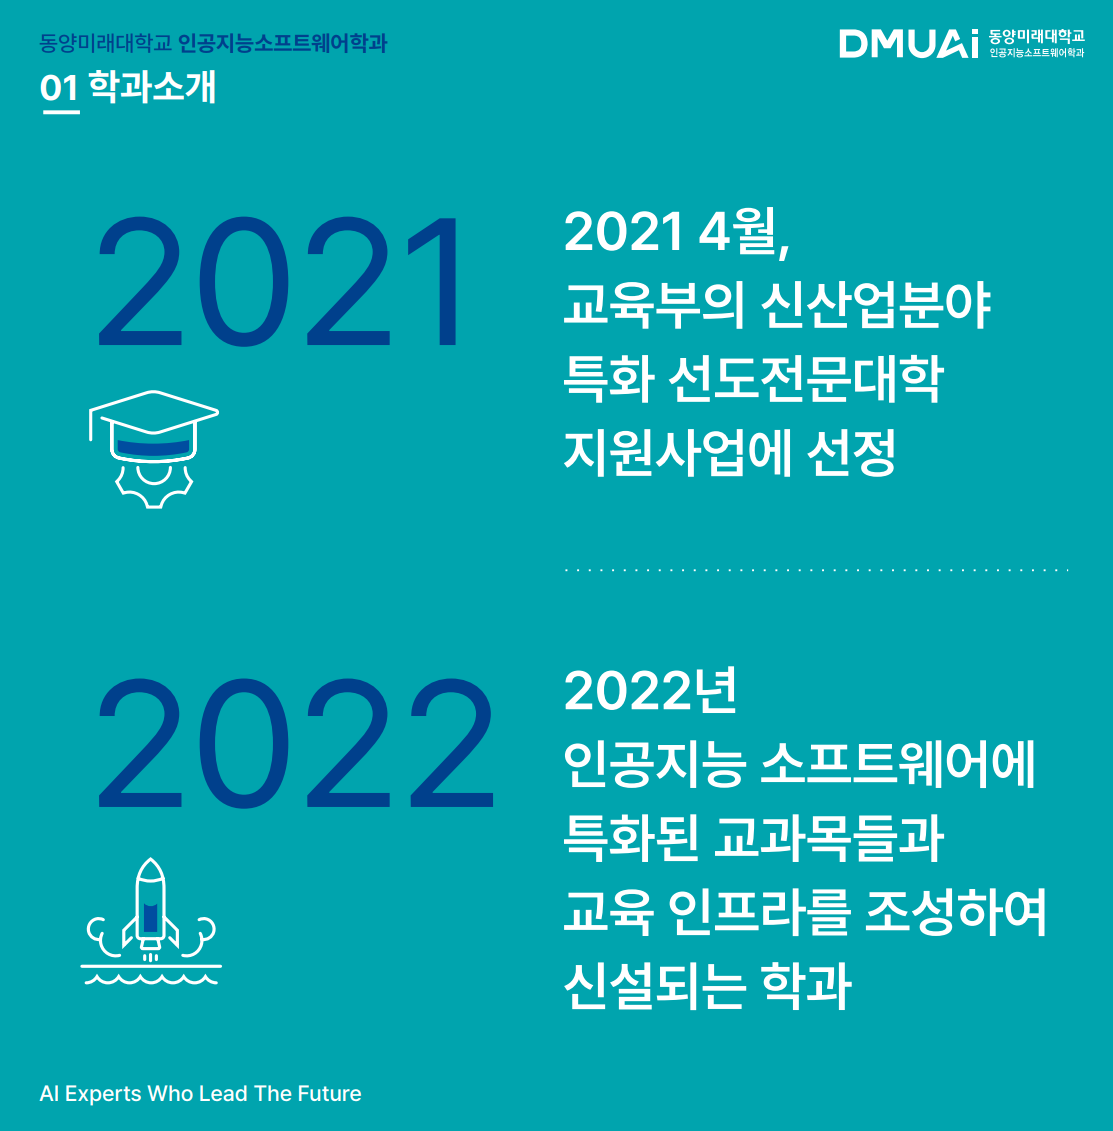 동양미래대학교 인공지능소프트웨어학과
01 학과소개
DMUAi 동양미래대학교
인공지능소프트웨어학과
2021
2021 4월,
교육부의 신산업분야
특화 선도전문대학
지원사업에 선정
2022
2022년
인공지능 소프트웨어에
특화된 교과목들과
교육 인프라를 조성하여
신설되는 학과
AI Experts Who Lead The Future